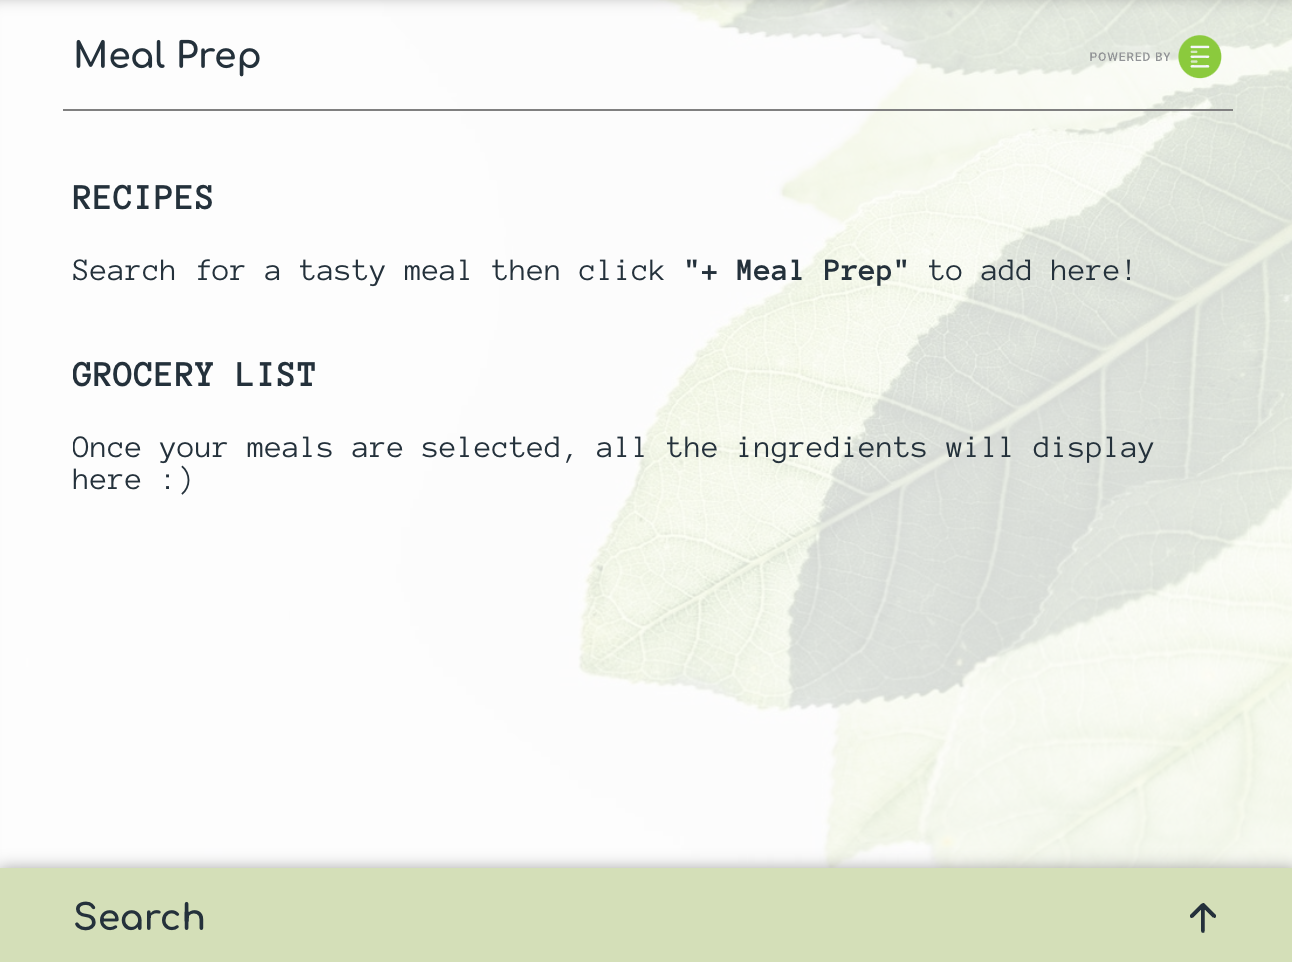 Meal Prep
POWERED BY
RECIPES
Search for a tasty meal then click "+ Meal Prep" to add here!
GROCERY LIST
Once your meals are selected, all the ingredients will display
here :)
Search